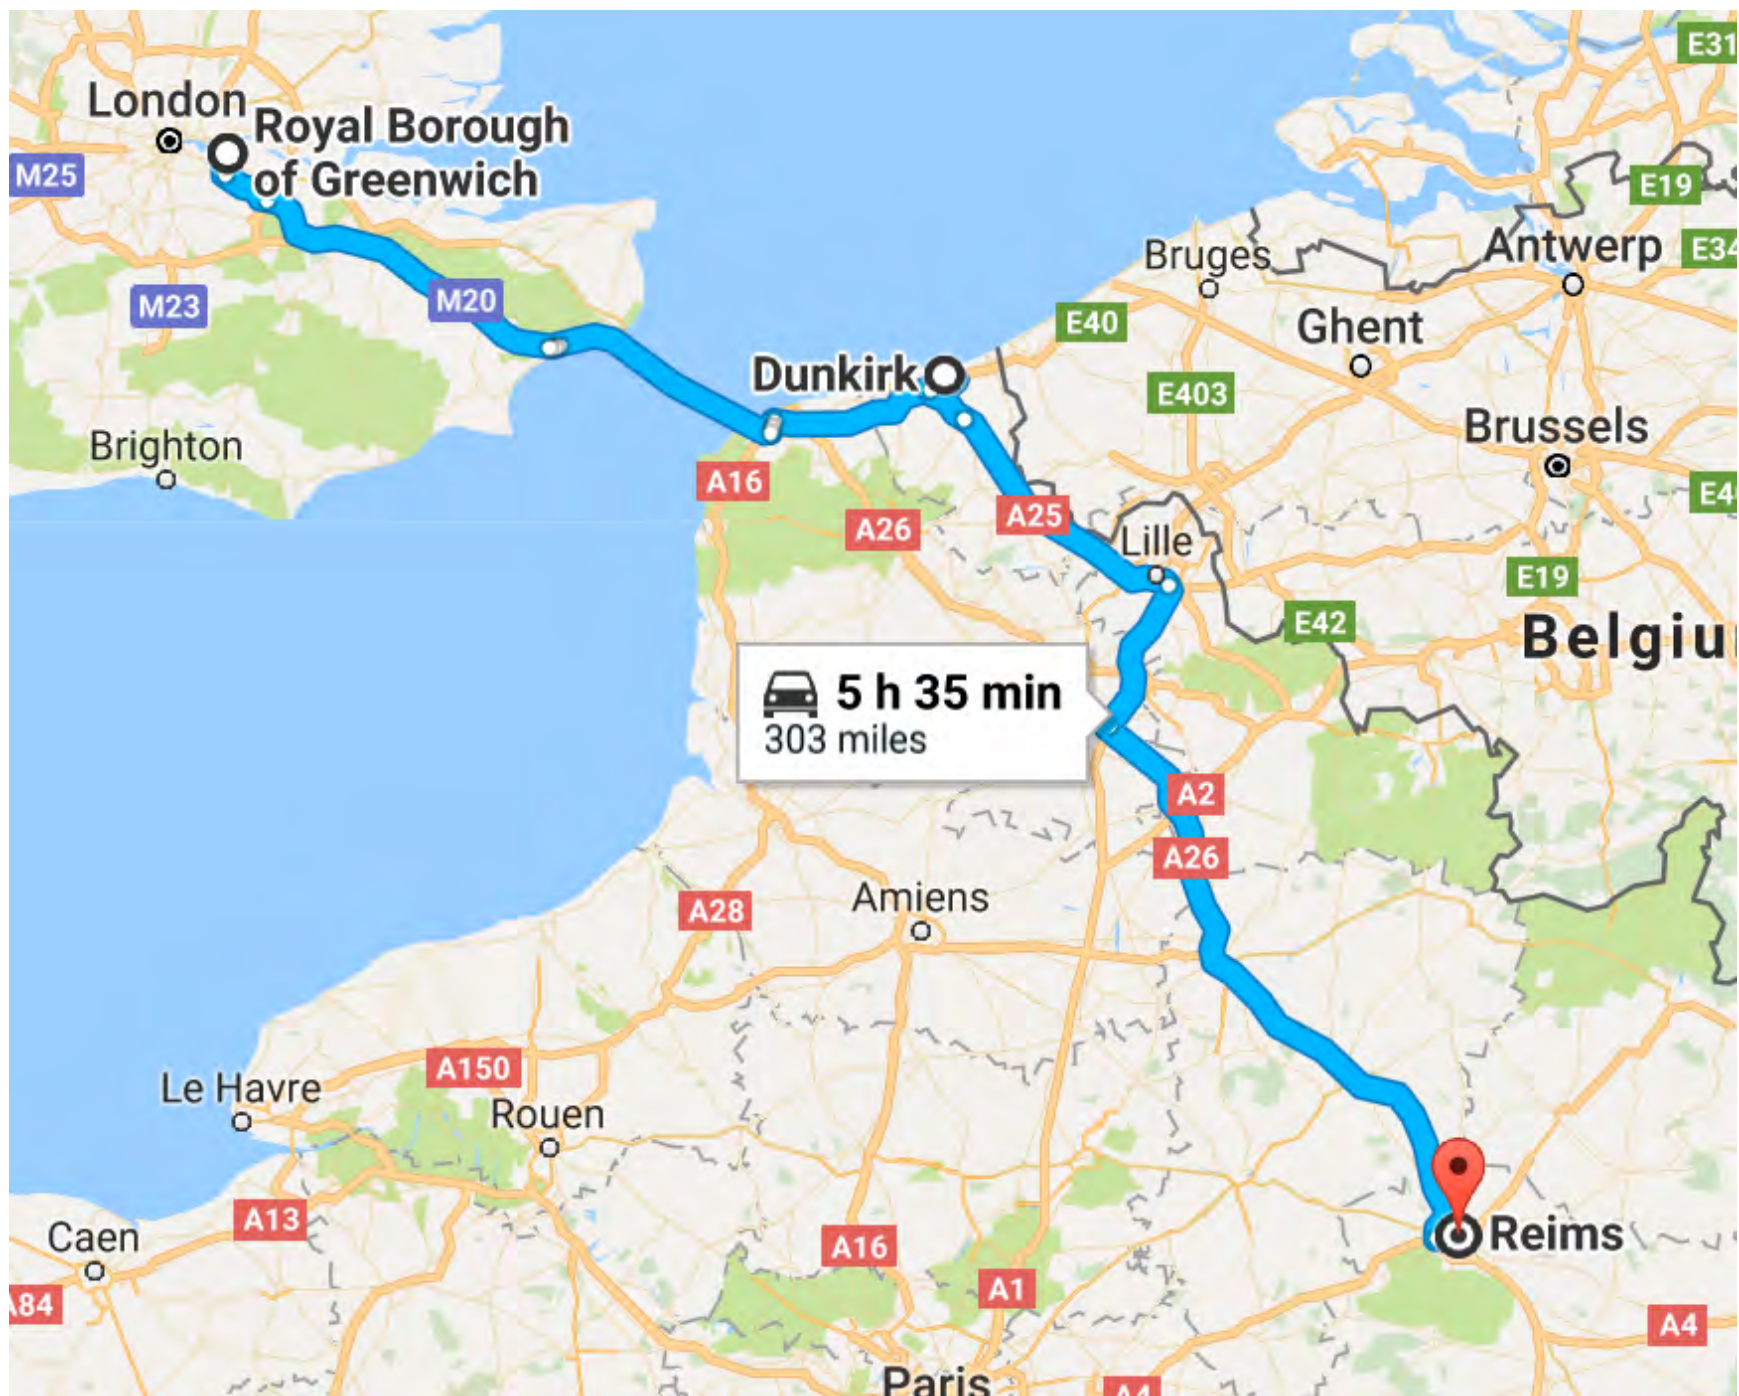 E31
London
Royal Borough
of Greenwich
M25
E19
Antwerp
E34
Bruges
M23
M20
E40
Ghent
Dunkirk
E403
Brussels
Brighton
A16
A25
A26
Lille
E19
E42
5 h 35 min
303 miles
A2
A26
Amiens
A28
A150
Le Havre
Rouen
A13
Caen
A16
Reims
A1
A84
A4
Paris
A4